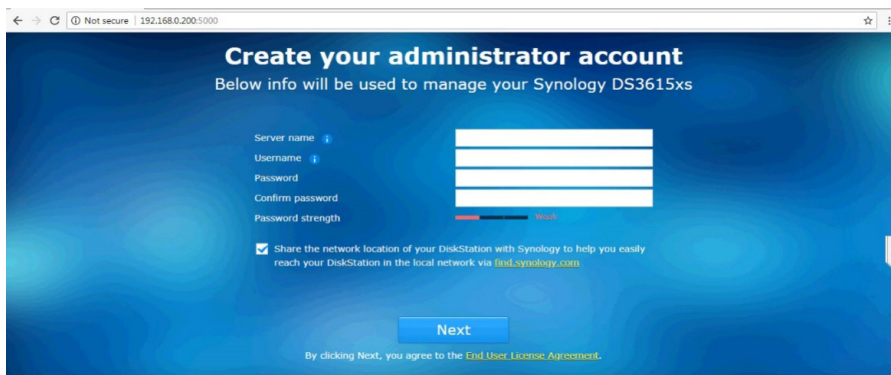 Not secure | 192.168.0.200:5000
Create your administrator account
Below info will be used to manage your Synology DS3615xs
Server name
Username
Password
Confirm password
Password strength Weak
Share the network location of your DiskStation with Synology to help you easily
reach your DiskStation in the local network via find.synology.com
Next
By clicking Next, you agree to the End User License Agreement.